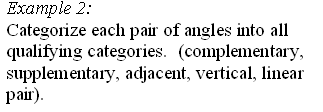 Example 2:
Categorize each pair of angles into all
qualifying categories.  (complementary,
supplementary, adjacent, vertical, linear
pair).